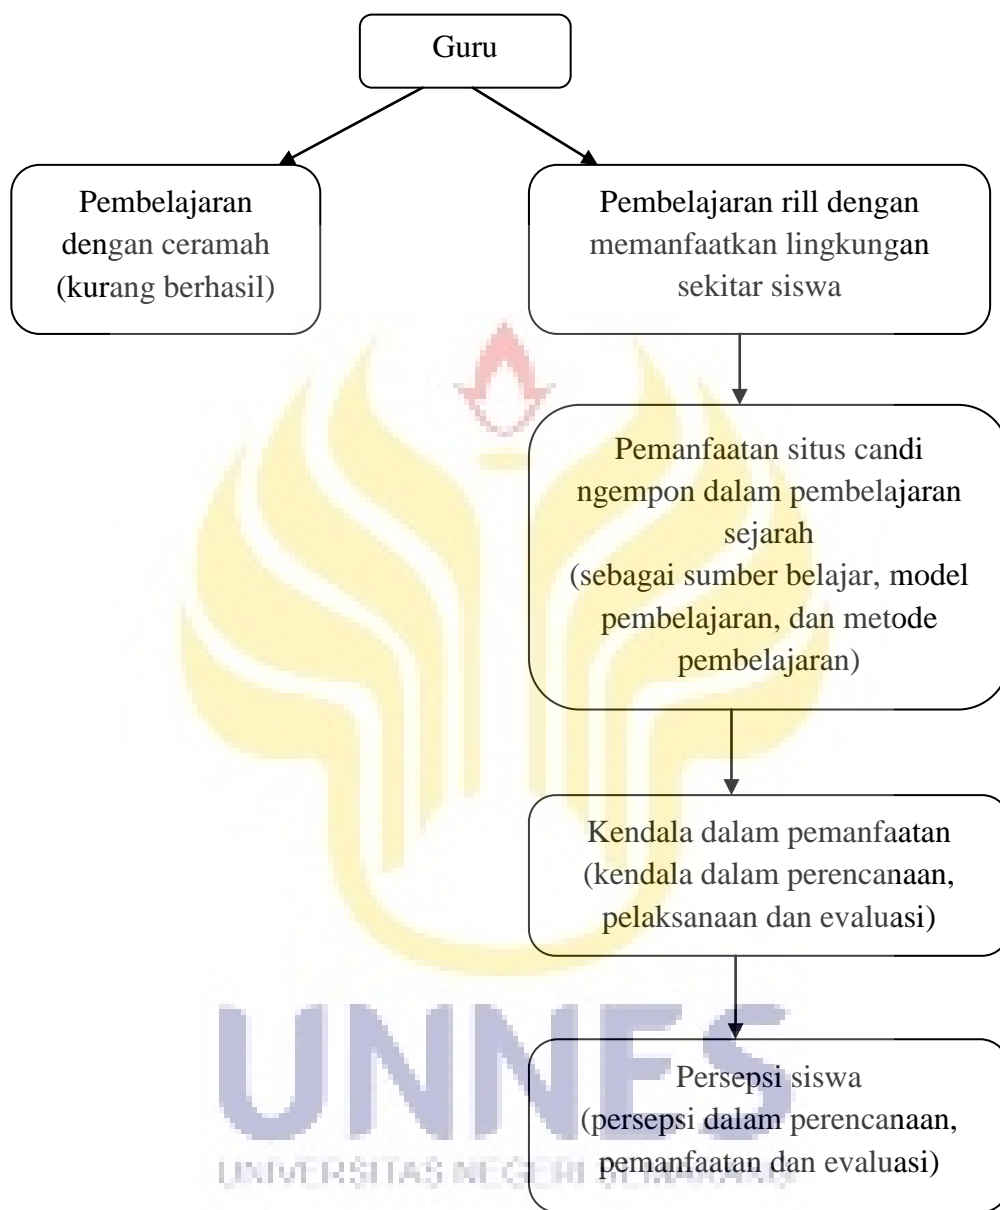 Guru
Pembelajaran
dengan ceramah
(kurang berhasil)
Pembelajaran rill dengan
memanfaatkan lingkungan
sekitar siswa
Pemanfaatan situs candi
ngempon dalam pembelajaran
sejarah
(sebagai sumber belajar, model
pembelajaran, dan metode
pembelajaran)
Kendala dalam pemanfaatan
(kendala dalam perencanaan,
pelaksanaan dan evaluasi)
UNNES
Persepsi siswa
(persepsi dalam perencanaan,
pemanfaatan dan evaluasi)
UNIVERSITAS NEGERI SEMARANG